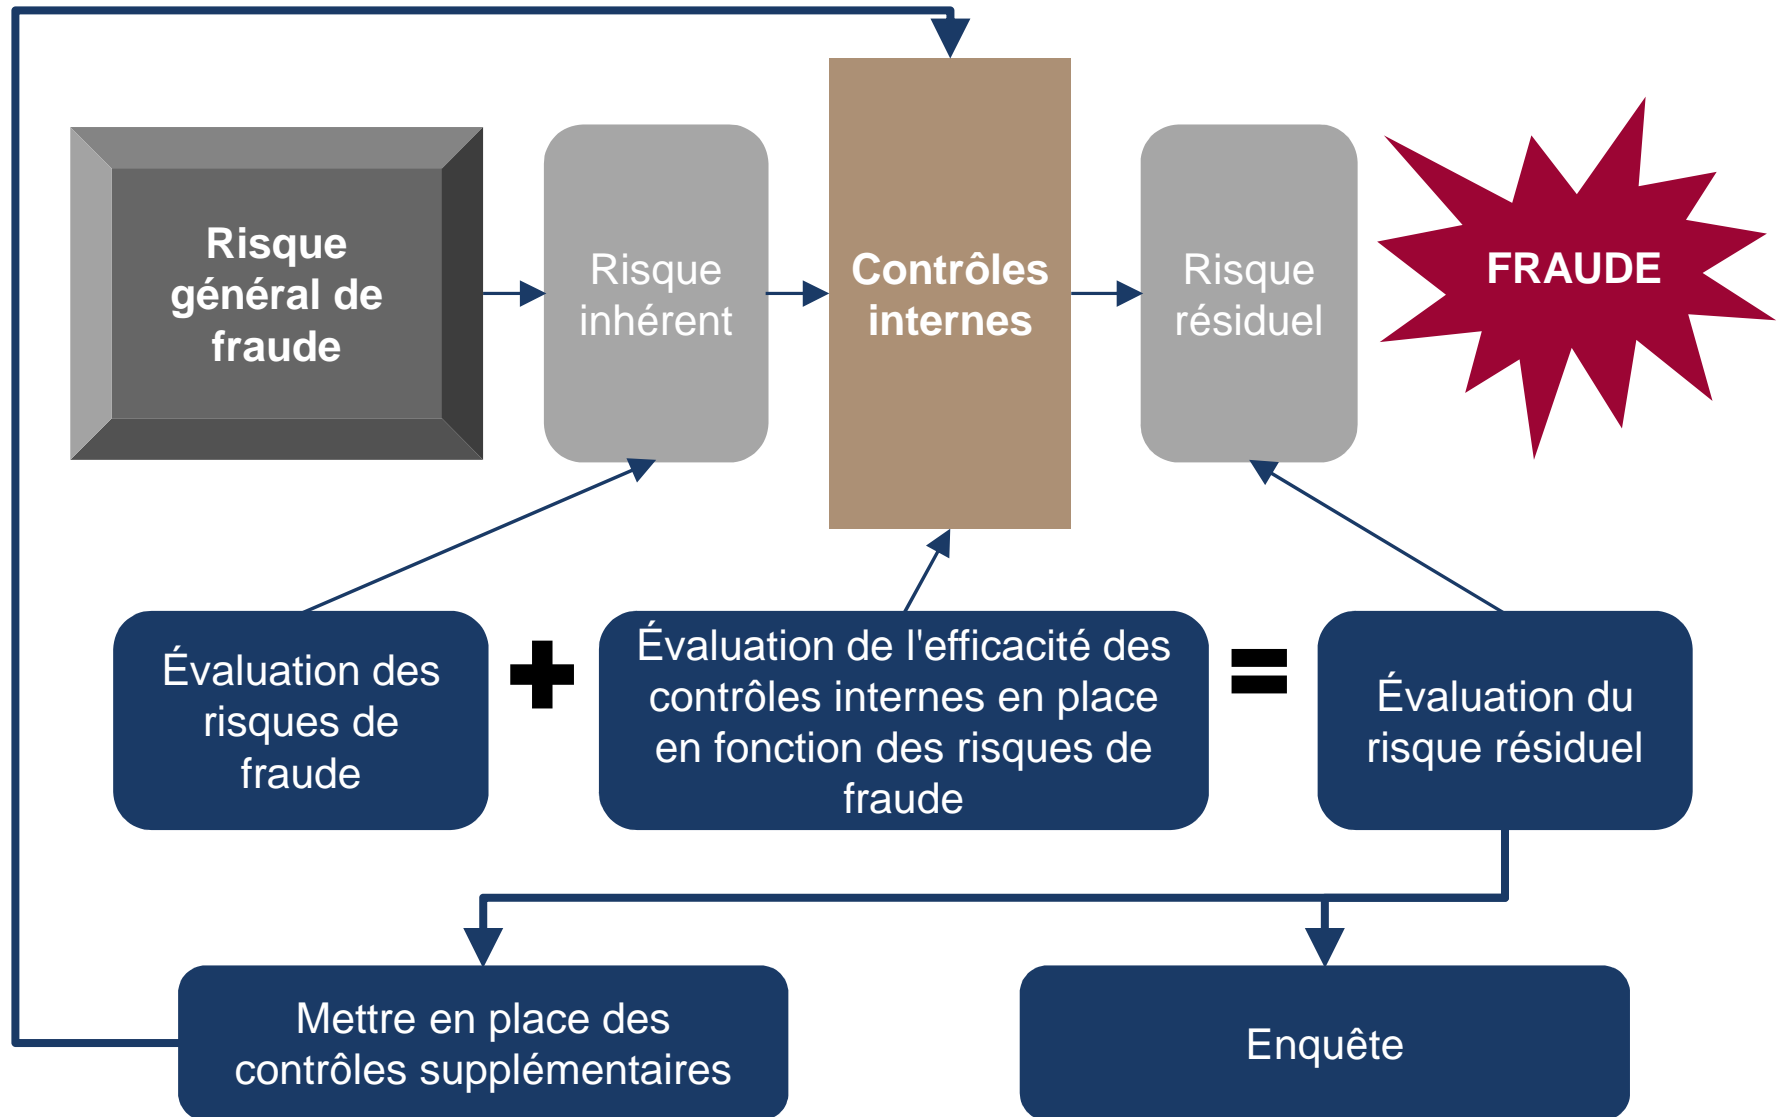 Risque
général de
fraude
Risque
inhérent
Contrôles
internes
Risque
résiduel
FRAUDE
Évaluation des
risques de
fraude
Évaluation de l'efficacité des
contrôles internes en place
en fonction des risques de
fraude
Évaluation du
risque résiduel
Mettre en place des
contrôles supplémentaires
Enquête